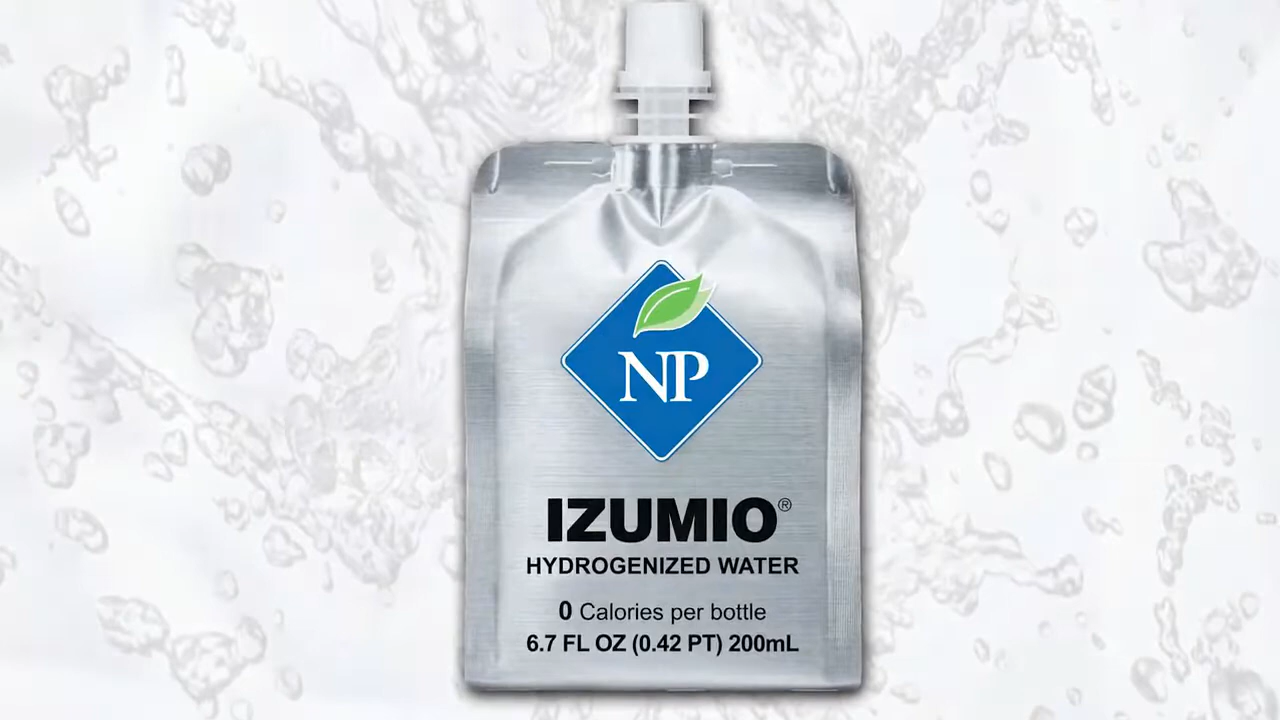 NP
IZUMIO®
HYDROGENIZED WATER
0 Calories per bottle
6.7 FL OZ (0.42 PT) 200mL